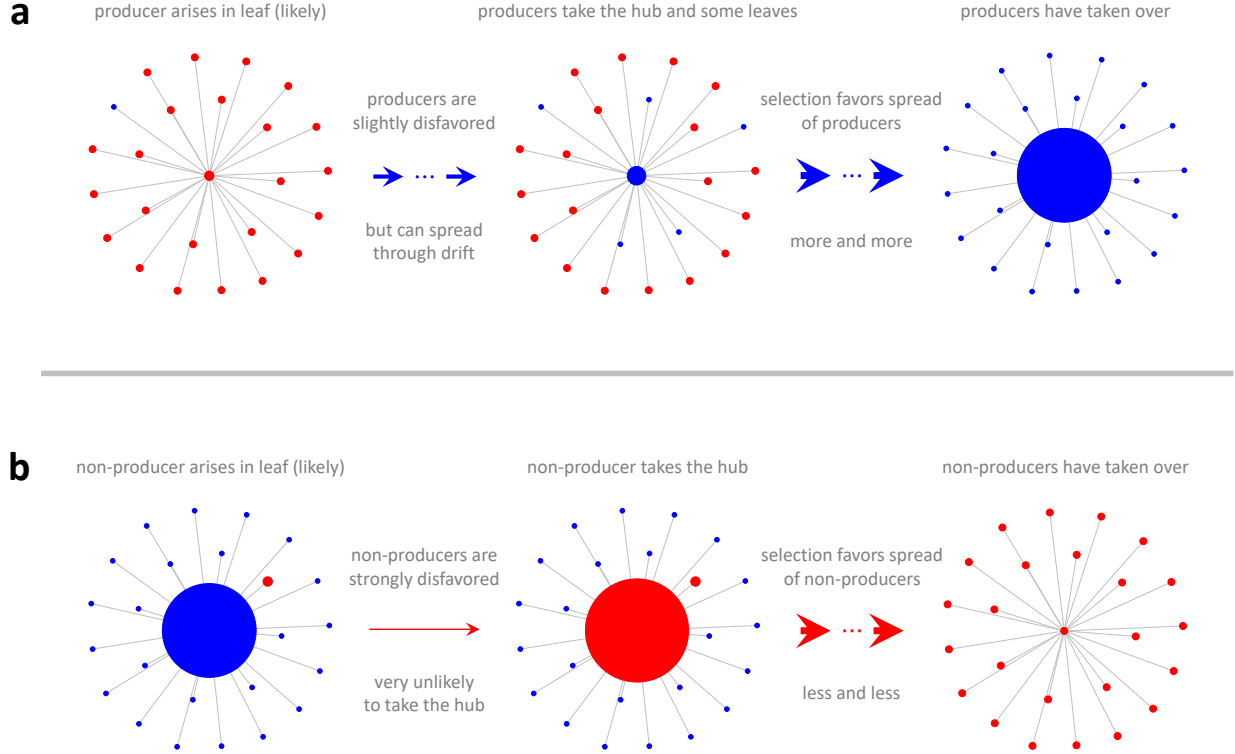 a
producer arises in leaf (likely)
producers take the hub and some leaves
producers have taken over
producers are
slightly disfavored
...
but can spread
through drift
selection favors spread
of producers
...
more and more
b
non-producer arises in leaf (likely)
non-producer takes the hub
non-producers have taken over
non-producers are
strongly disfavored
very unlikely
to take the hub
selection favors spread
of non-producers
...
less and less